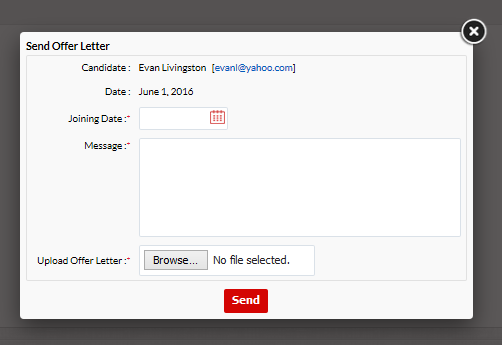 Send Offer Letter
Candidate : Evan Livingston [evanl@yahoo.com]
Date : June 1, 2016
Joining Date :*
Message :*
Upload Offer Letter :* Browse... No file selected.
Send